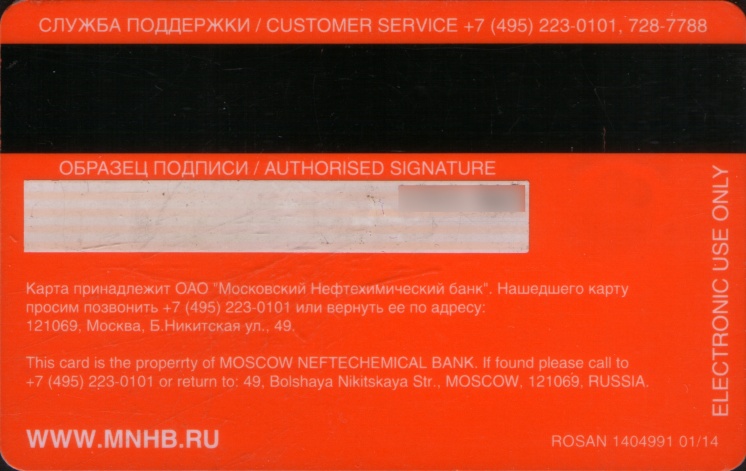 СЛУЖБА ПОДДЕРЖКИ / CUSTOMER SERVICE +7 (495) 223-0101, 728-7788
ОБРАЗЕЦ ПОДПИСИ / AUTHORISED SIGNATURE
ELECTRONIC USE ONLY
Карта принадлежит ОАО "Московский Нефтехимический банк". Нашедшего карту
просим позвонить +7 (495) 223-0101 или вернуть ее по адресу:
121069, Москва, Б.Никитская ул., 49.
This card is the properrty of MOSCOW NEFTECHEMICAL BANK. If found please call to
+7 (495) 223-0101 or return to: 49, Bolshaya Nikitskaya Str., MOSCOW, 121069, RUSSIA.
WWW.MNHB.RU
ROSAN 1404991 01/14